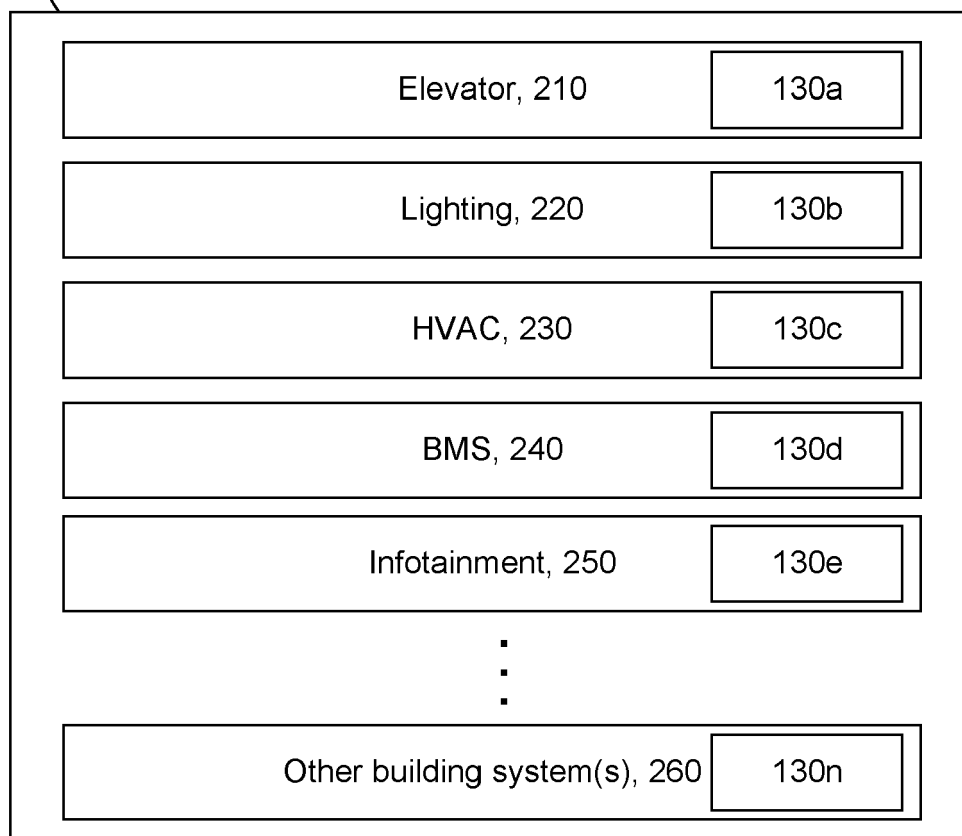 Elevator, 210 130a
Lighting, 220 130b
HVAC, 230 130c
BMS, 240 130d
Infotainment, 250 130e
Other building system(s), 260 130n